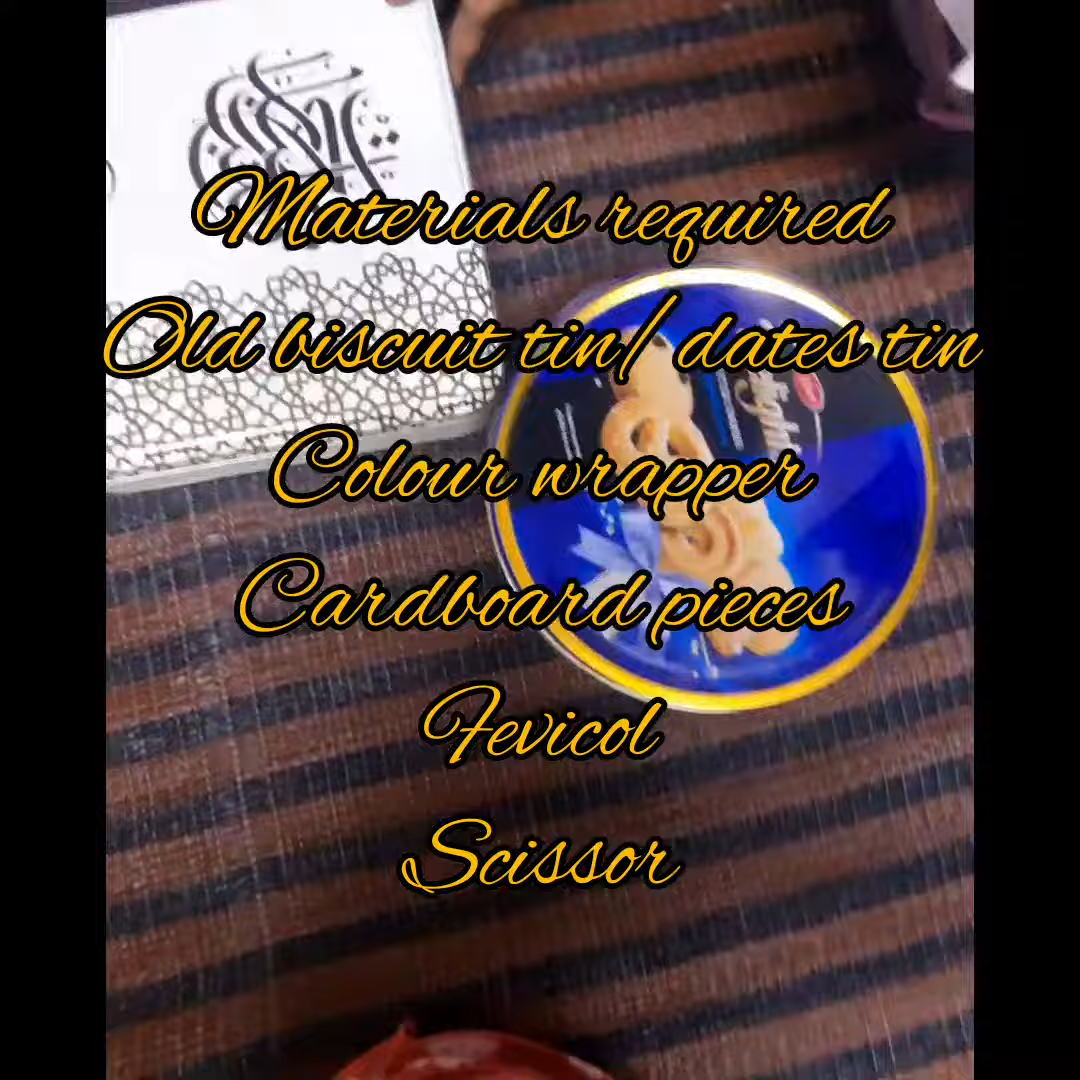 Materials required
Old biscuit tin/ dates tin
Colour wrapper
Cardboard pieces
Fevicol
Scissor